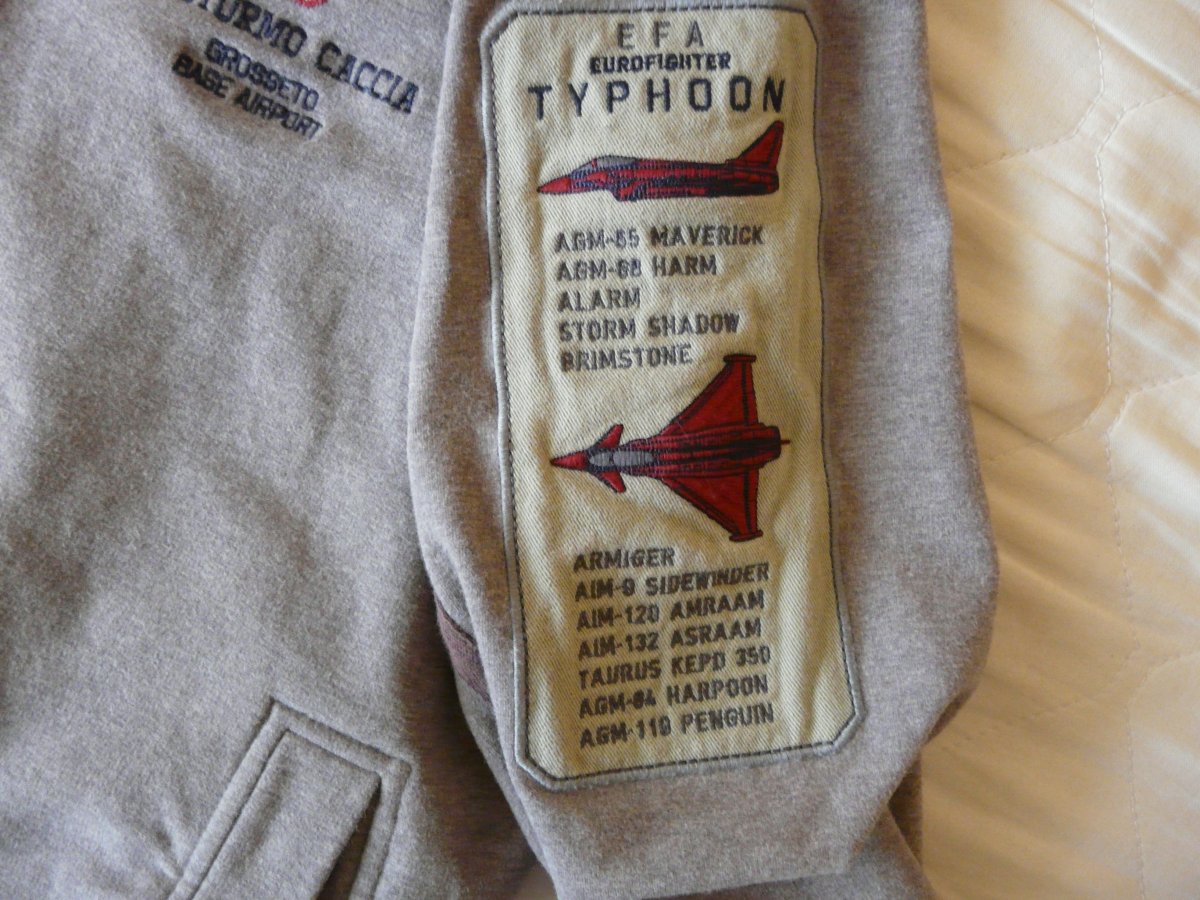 STURMO CACCIA
GROSSETO
BASE AIRPORT
EFA
EUROFIGHTER
TYPHOON
AGM-65 MAVERICK
AGM-88 HARM
ALARM
STORM SHADOW
BRIMSTONE
ARMIGER
AIM-9 SIDEWINDER
AIM-120 AMRAAM
AIM-132 ASRAAM
TAURUS KEPD 350
AGM-84 HARPOON
AGM-119 PENGUIN